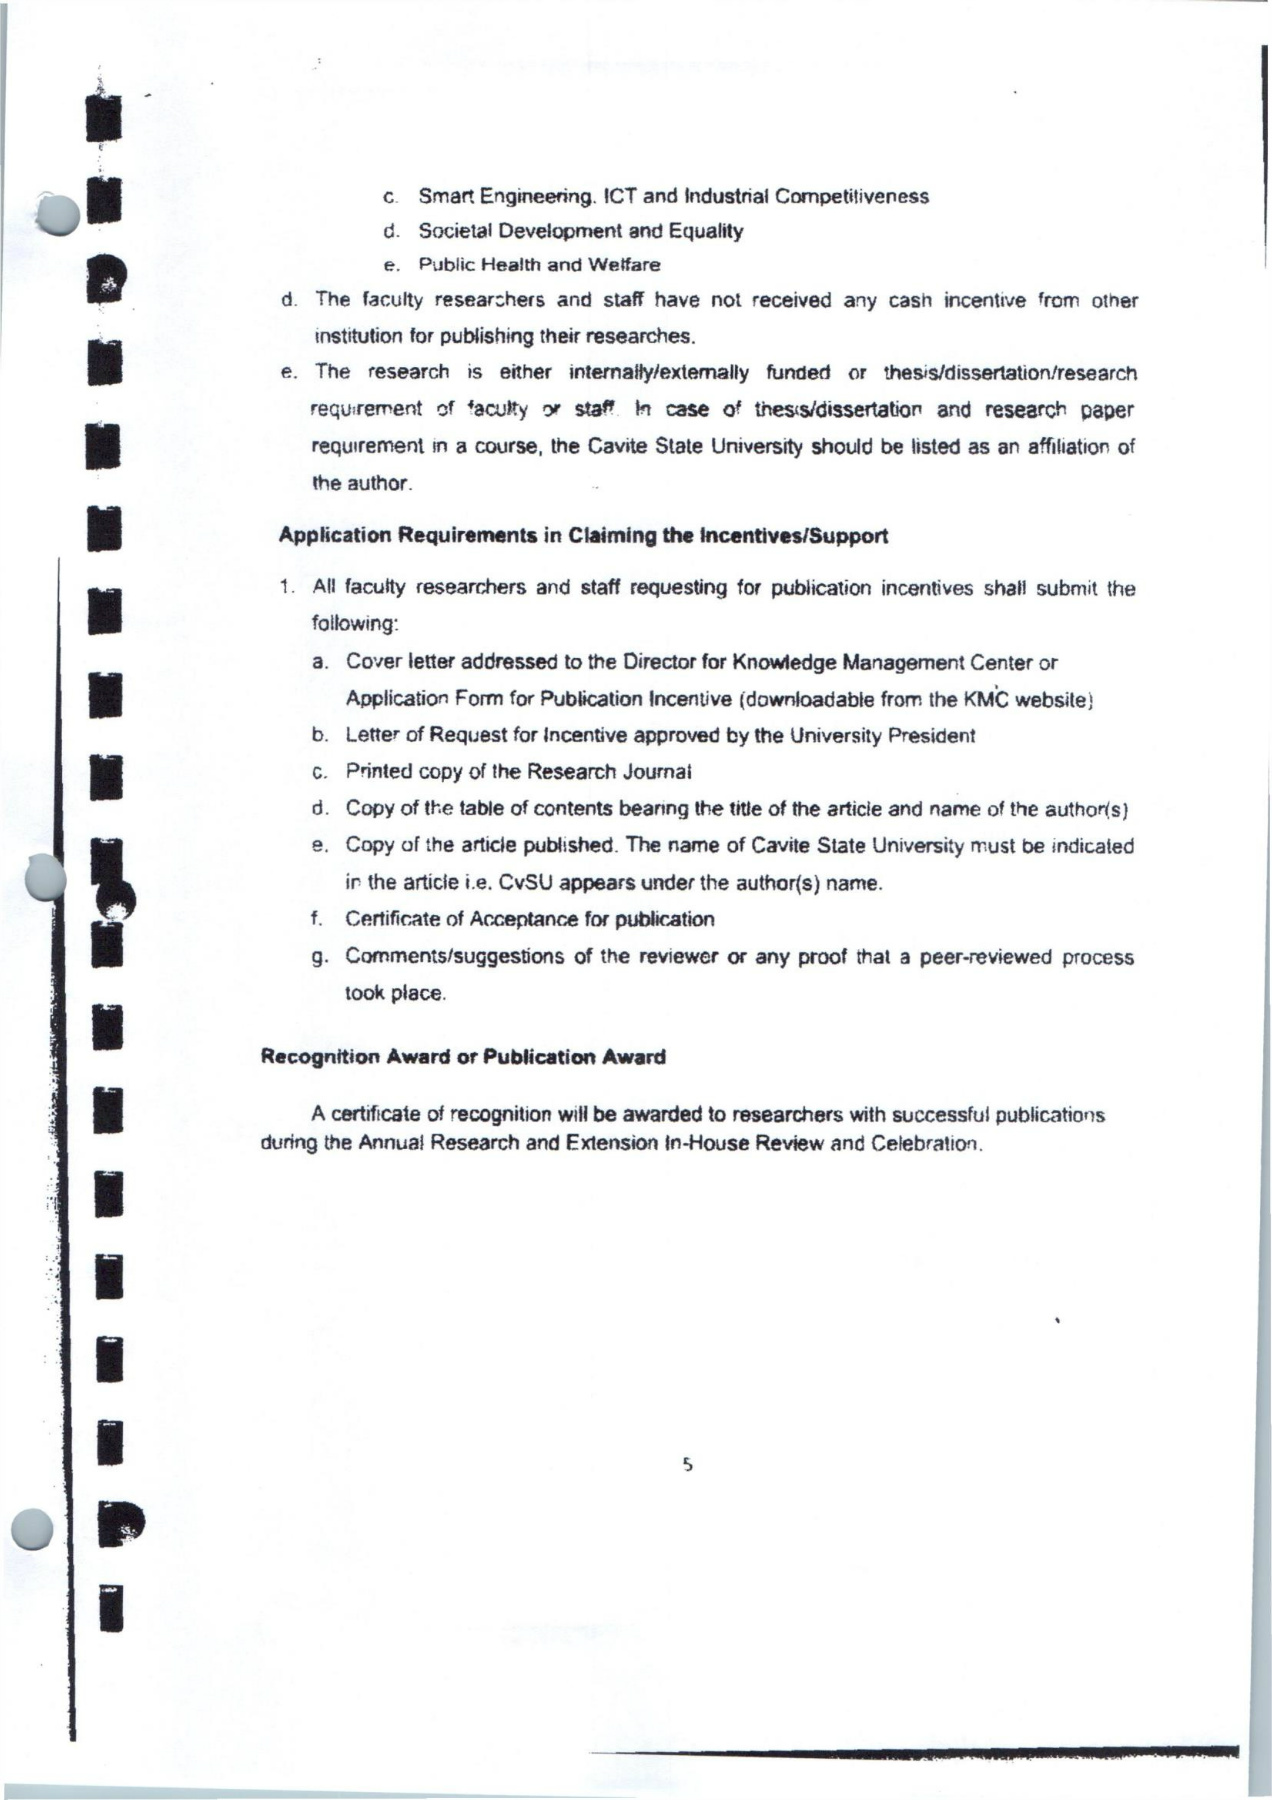 c. Smart Engineering. ICT and Industrial Competitiveness
d. Societal Development and Equality
e. Public Health and Welfare
d. The faculty researchers and staff have not received any cash incentive from other
institution for publishing their researches.
e. The research is either internally/externally funded or thesis/dissertation/research
requirement of faculty or staff. In case of thesis/dissertation and research paper
requirement in a course, the Cavite State University should be listed as an affiliation of
the author.
Application Requirements in Claiming the Incentives/Support
1. All faculty researchers and staff requesting for publication incentives shall submit the
following:
a. Cover letter addressed to the Director for Knowledge Management Center or
Application Form for Publication Incentive (downloadable from the KMC website)
b. Letter of Request for Incentive approved by the University President
c. Printed copy of the Research Journal
d. Copy of the table of contents bearing the title of the article and name of the author(s)
e. Copy of the article published. The name of Cavite State University must be indicated
in the article i.e. CvSU appears under the author(s) name.
f. Certificate of Acceptance for publication
g. Comments/suggestions of the reviewer or any proof that a peer-reviewed process
took place.
Recognition Award or Publication Award
A certificate of recognition will be awarded to researchers with successful publications
during the Annual Research and Extension In-House Review and Celebration.
5